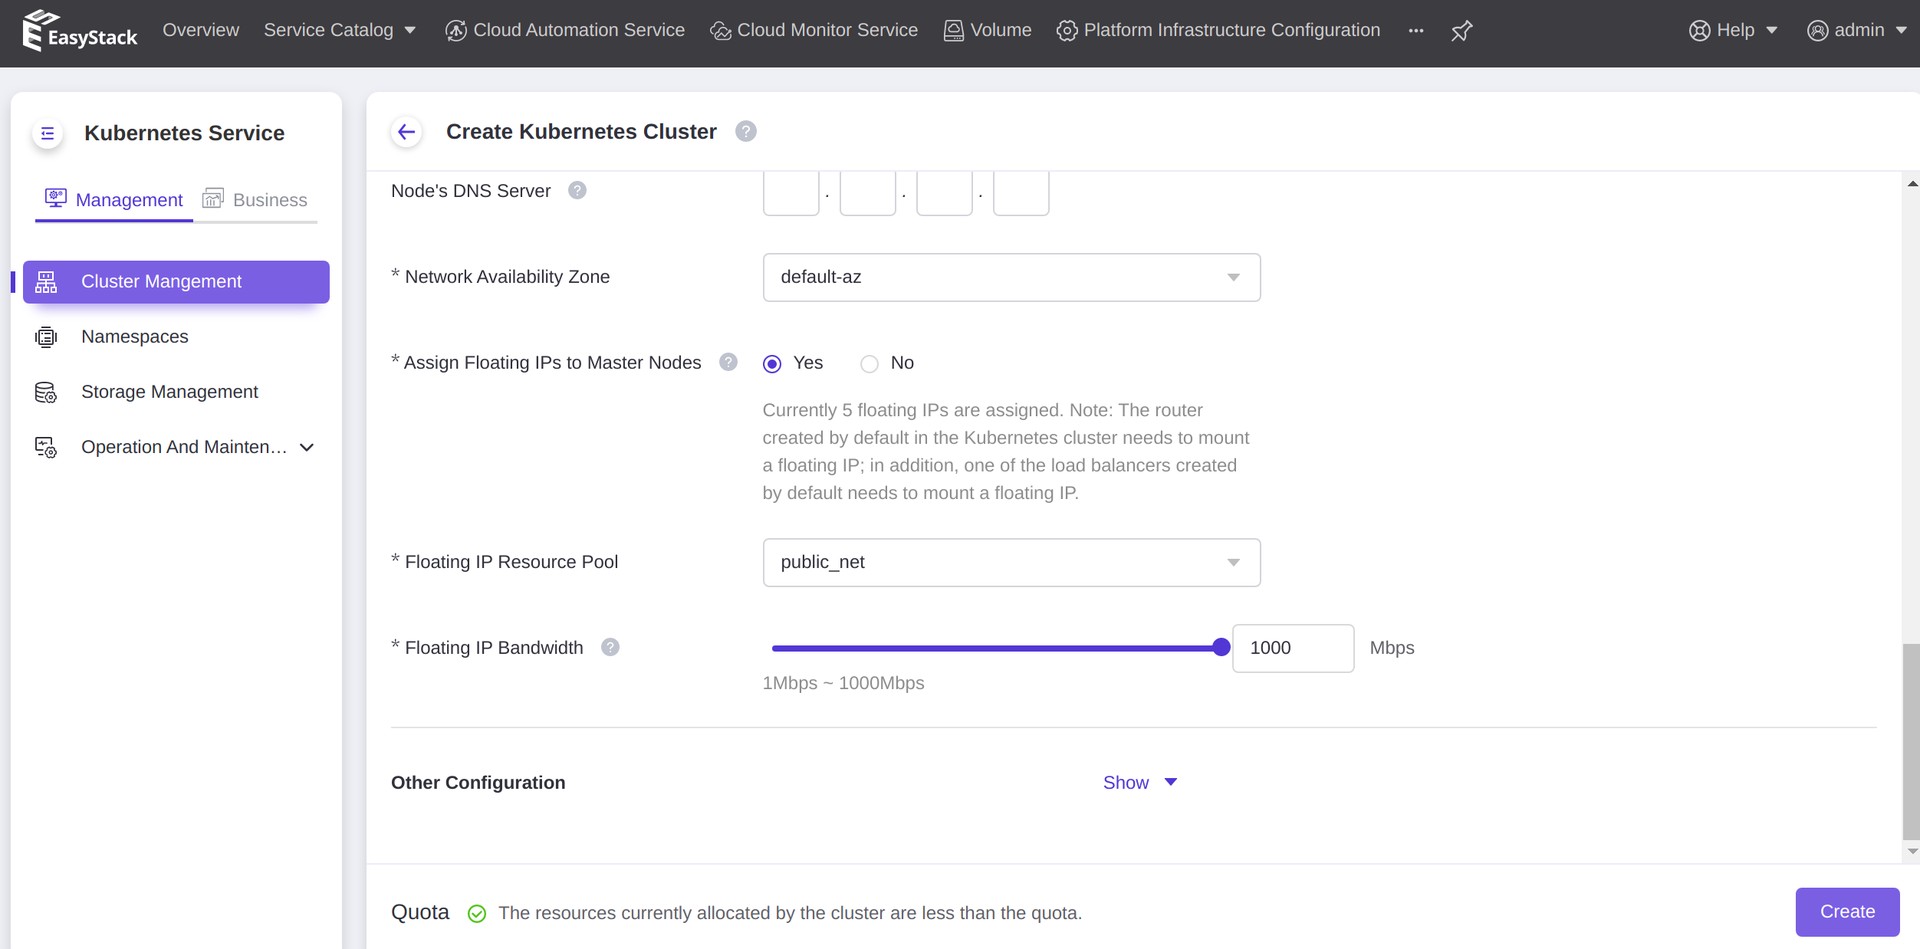 EasyStack
Overview
Service Catalog
Cloud Automation Service
Cloud Monitor Service
Volume
Platform Infrastructure Configuration
Help
admin
Kubernetes Service
Management
Business
Cluster Mangement
Namespaces
Storage Management
Operation And Mainten...
Create Kubernetes Cluster ?
Node's DNS Server ? . . .
* Network Availability Zone
default-az
* Assign Floating IPs to Master Nodes ?
Yes
No
Currently 5 floating IPs are assigned. Note: The router
created by default in the Kubernetes cluster needs to mount
a floating IP; in addition, one of the load balancers created
by default needs to mount a floating IP.
* Floating IP Resource Pool
public_net
* Floating IP Bandwidth ?
1000
Mbps
1Mbps ~ 1000Mbps
Other Configuration
Show
Quota
The resources currently allocated by the cluster are less than the quota.
Create